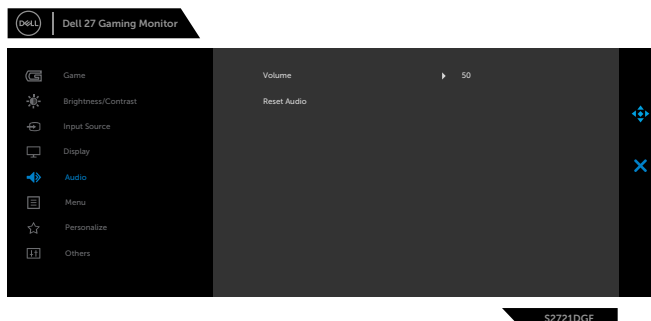 DELL
Dell 27 Gaming Monitor
Game
Volume 50
Brightness/Contrast
Reset Audio
Input Source
Display
Audio
Menu
Personalize
Others
S2721DGF